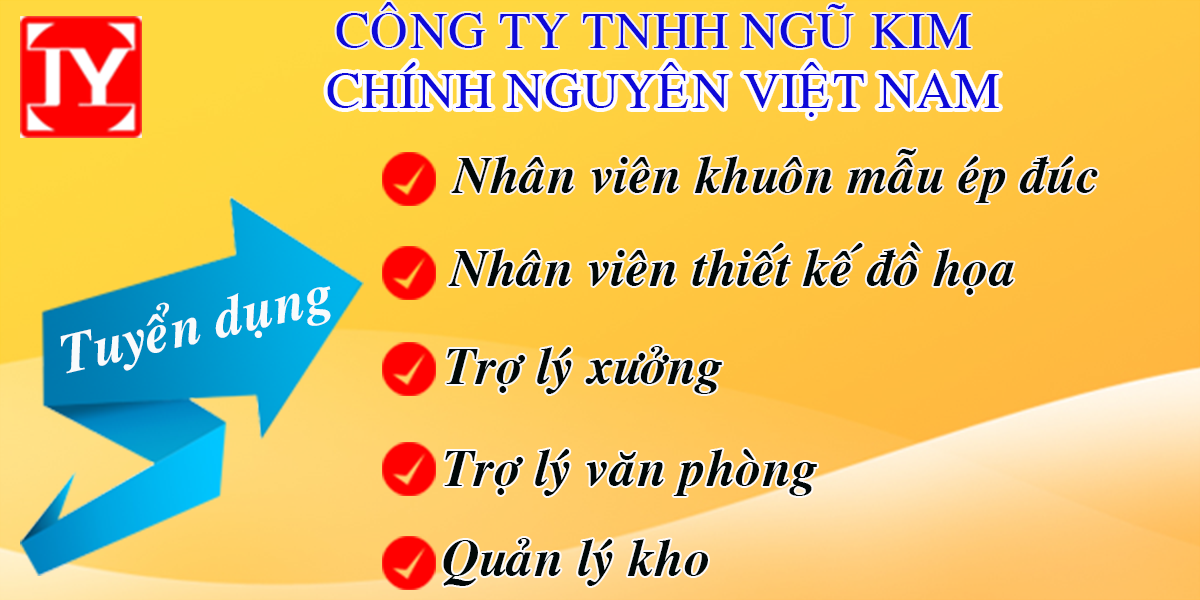 JY
CÔNG TY TNHH NGŨ KIM
CHÍNH NGUYÊN VIỆT NAM
Tuyển dụng
Nhân viên khuôn mẫu ép đúc
Nhân viên thiết kế đồ họa
Trợ lý xưởng
Trợ lý văn phòng
Quản lý kho